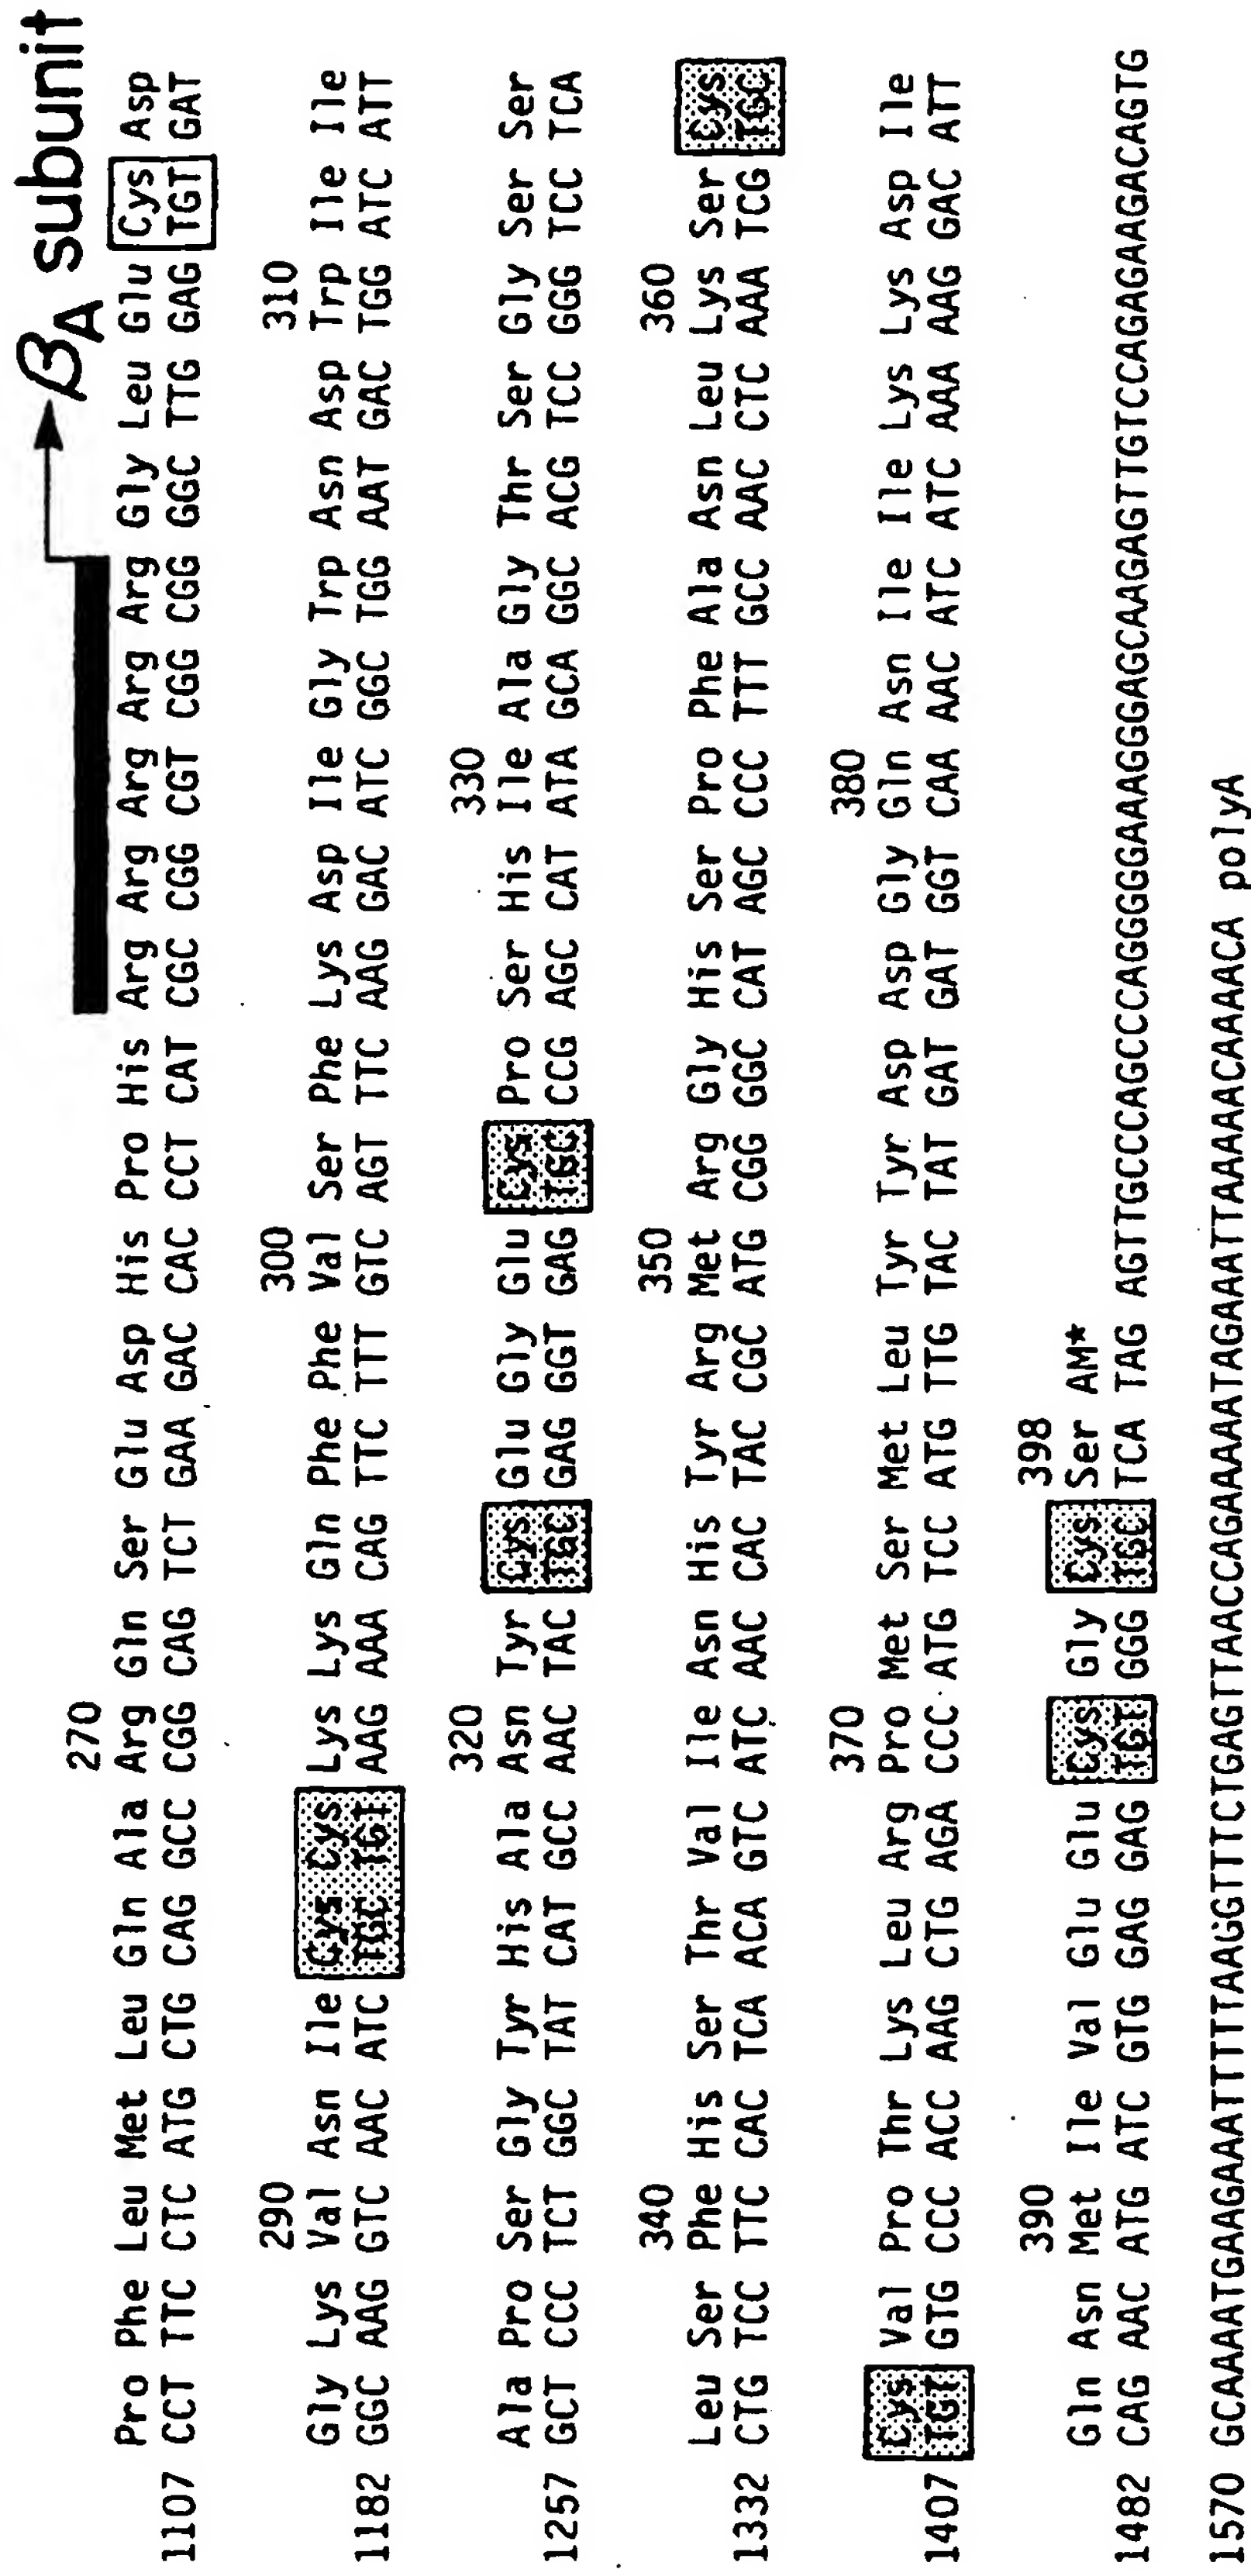 βA subunit
270
Pro Phe Leu Met Leu Gln Ala Arg Gln Ser Glu Asp His Pro His Arg Arg Arg Arg Arg Gly Leu Glu Cys Asp
1107 CCT TTC CTC ATG CTG CAG GCC CGG CAG TCT GAA GAC CAC CCT CAT CGC CGG CGT CGG CGG GGC TTG GAG TGT GAT
290 300 310
Gly Lys Val Asn Ile Cys Cys Lys Lys Gln Phe Phe Val Ser Phe Lys Asp Ile Gly Trp Asn Asp Trp Ile Ile
1182 GGC AAG GTC AAC ATC TGC TGT AAG AAA CAG TTC TTT GTC AGT TTC AAG GAC ATC GGC TGG AAT GAC TGG ATC ATT
320 330
Ala Pro Ser Gly Tyr His Ala Asn Tyr Cys Glu Gly Glu Cys Pro Ser His Ile Ala Gly Thr Ser Gly Ser Ser
1257 GCT CCC TCT GGC TAT CAT GCC AAC TAC TGC GAG GGT GAG TGC CCG AGC CAT ATA GCA GGC ACG TCC GGG TCC TCA
340 350 360
Leu Ser Phe His Ser Thr Val Ile Asn His Tyr Arg Met Arg Gly His Ser Pro Phe Ala Asn Leu Lys Ser Cys
1332 CTG TCC TTC CAC TCA ACA GTC ATC AAC CAC TAC CGC ATG CGG GGC CAT AGC CCC TTT GCC AAC CTC AAA TCG TGC
370 380
Cys Val Pro Thr Lys Leu Arg Pro Met Ser Met Leu Tyr Tyr Asp Asp Gly Gln Asn Ile Ile Lys Lys Asp Ile
1407 TGT GTG CCC ACC AAG CTG AGA CCC ATG TCC ATG TTG TAC TAT GAT GAT GGT CAA AAC ATC ATC AAA AAG GAC ATT
390 398
Gln Asn Met Ile Val Glu Glu Cys Gly Cys Ser AM*
1482 CAG AAC ATG ATC GTG GAG GAG TGT GGG TGC TCA TAG AGTTGCCCAGCCCAGGGGGAAAGGGAGCAAGAGTTGTCCAGAGAAGACAGTG
1570 GCAAAATGAAGAAATTTTTAAGGTTTCTGAGTTAACCAGAAAAATAGAAATTAAAAACAAAACA polyA